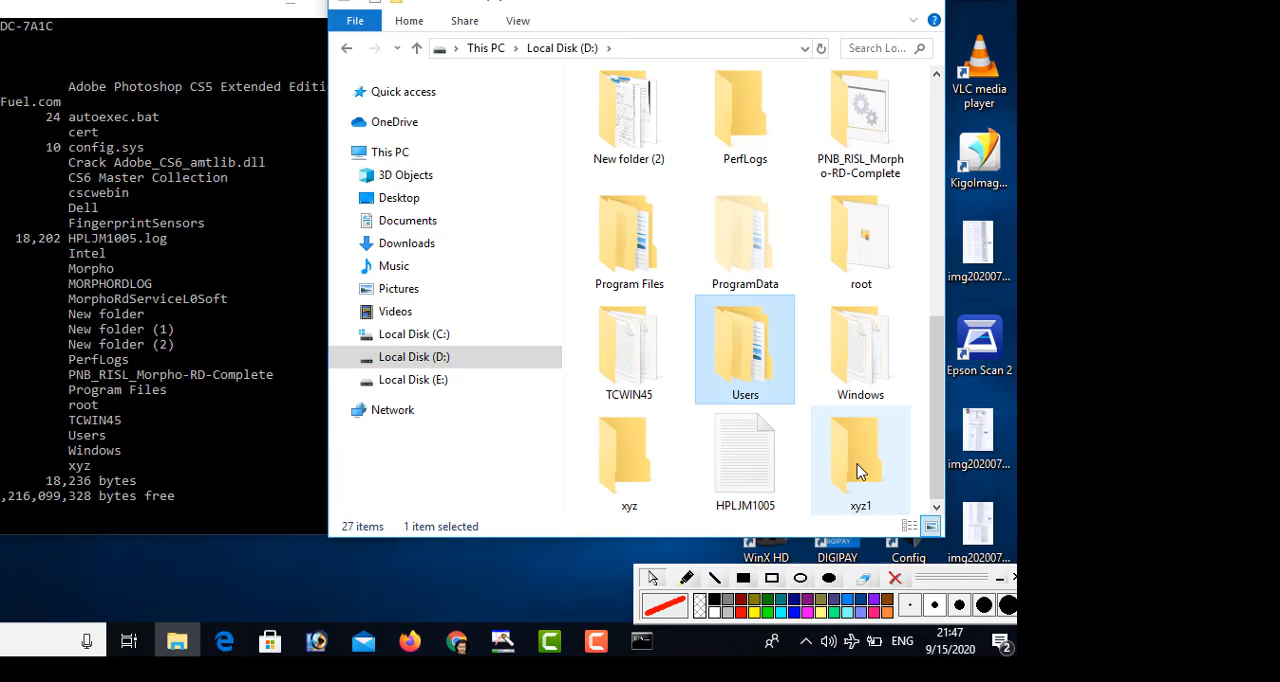 DC-7A1C
Adobe Photoshop CS5 Extended Editi
Fuel.com
24 autoexec.bat
cert
10 config.sys
Crack Adobe_CS6_amtlib.dll
CS6 Master Collection
cscwebin
Dell
FingerprintSensors
18,202 HPLJM1005.log
Intel
Morpho
MORPHORDLOG
MorphoRdServiceL0Soft
New folder
New folder (1)
New folder (2)
PerfLogs
PNB_RISL_Morpho-RD-Complete
Program Files
root
TCWIN45
Users
Windows
xyz
18,236 bytes
,216,099,328 bytes free
File Home Share View
This PC > Local Disk (D:) >
Search Lo...
Quick access
OneDrive
This PC
3D Objects
Desktop
Documents
Downloads
Music
Pictures
Videos
Local Disk (C:)
Local Disk (D:)
Local Disk (E:)
Network
New folder (2) PerfLogs PNB_RISL_Morph
o-RD-Complete
Program Files ProgramData root
TCWIN45 Users Windows
xyz HPLJM1005 xyz1
27 items 1 item selected
VLC media
player
KigoImag...
img202007...
Epson Scan 2
img202007...
img202007...
WinX HD DIGIPAY Config
DIGIPAY
ENG
21:47
9/15/2020
2